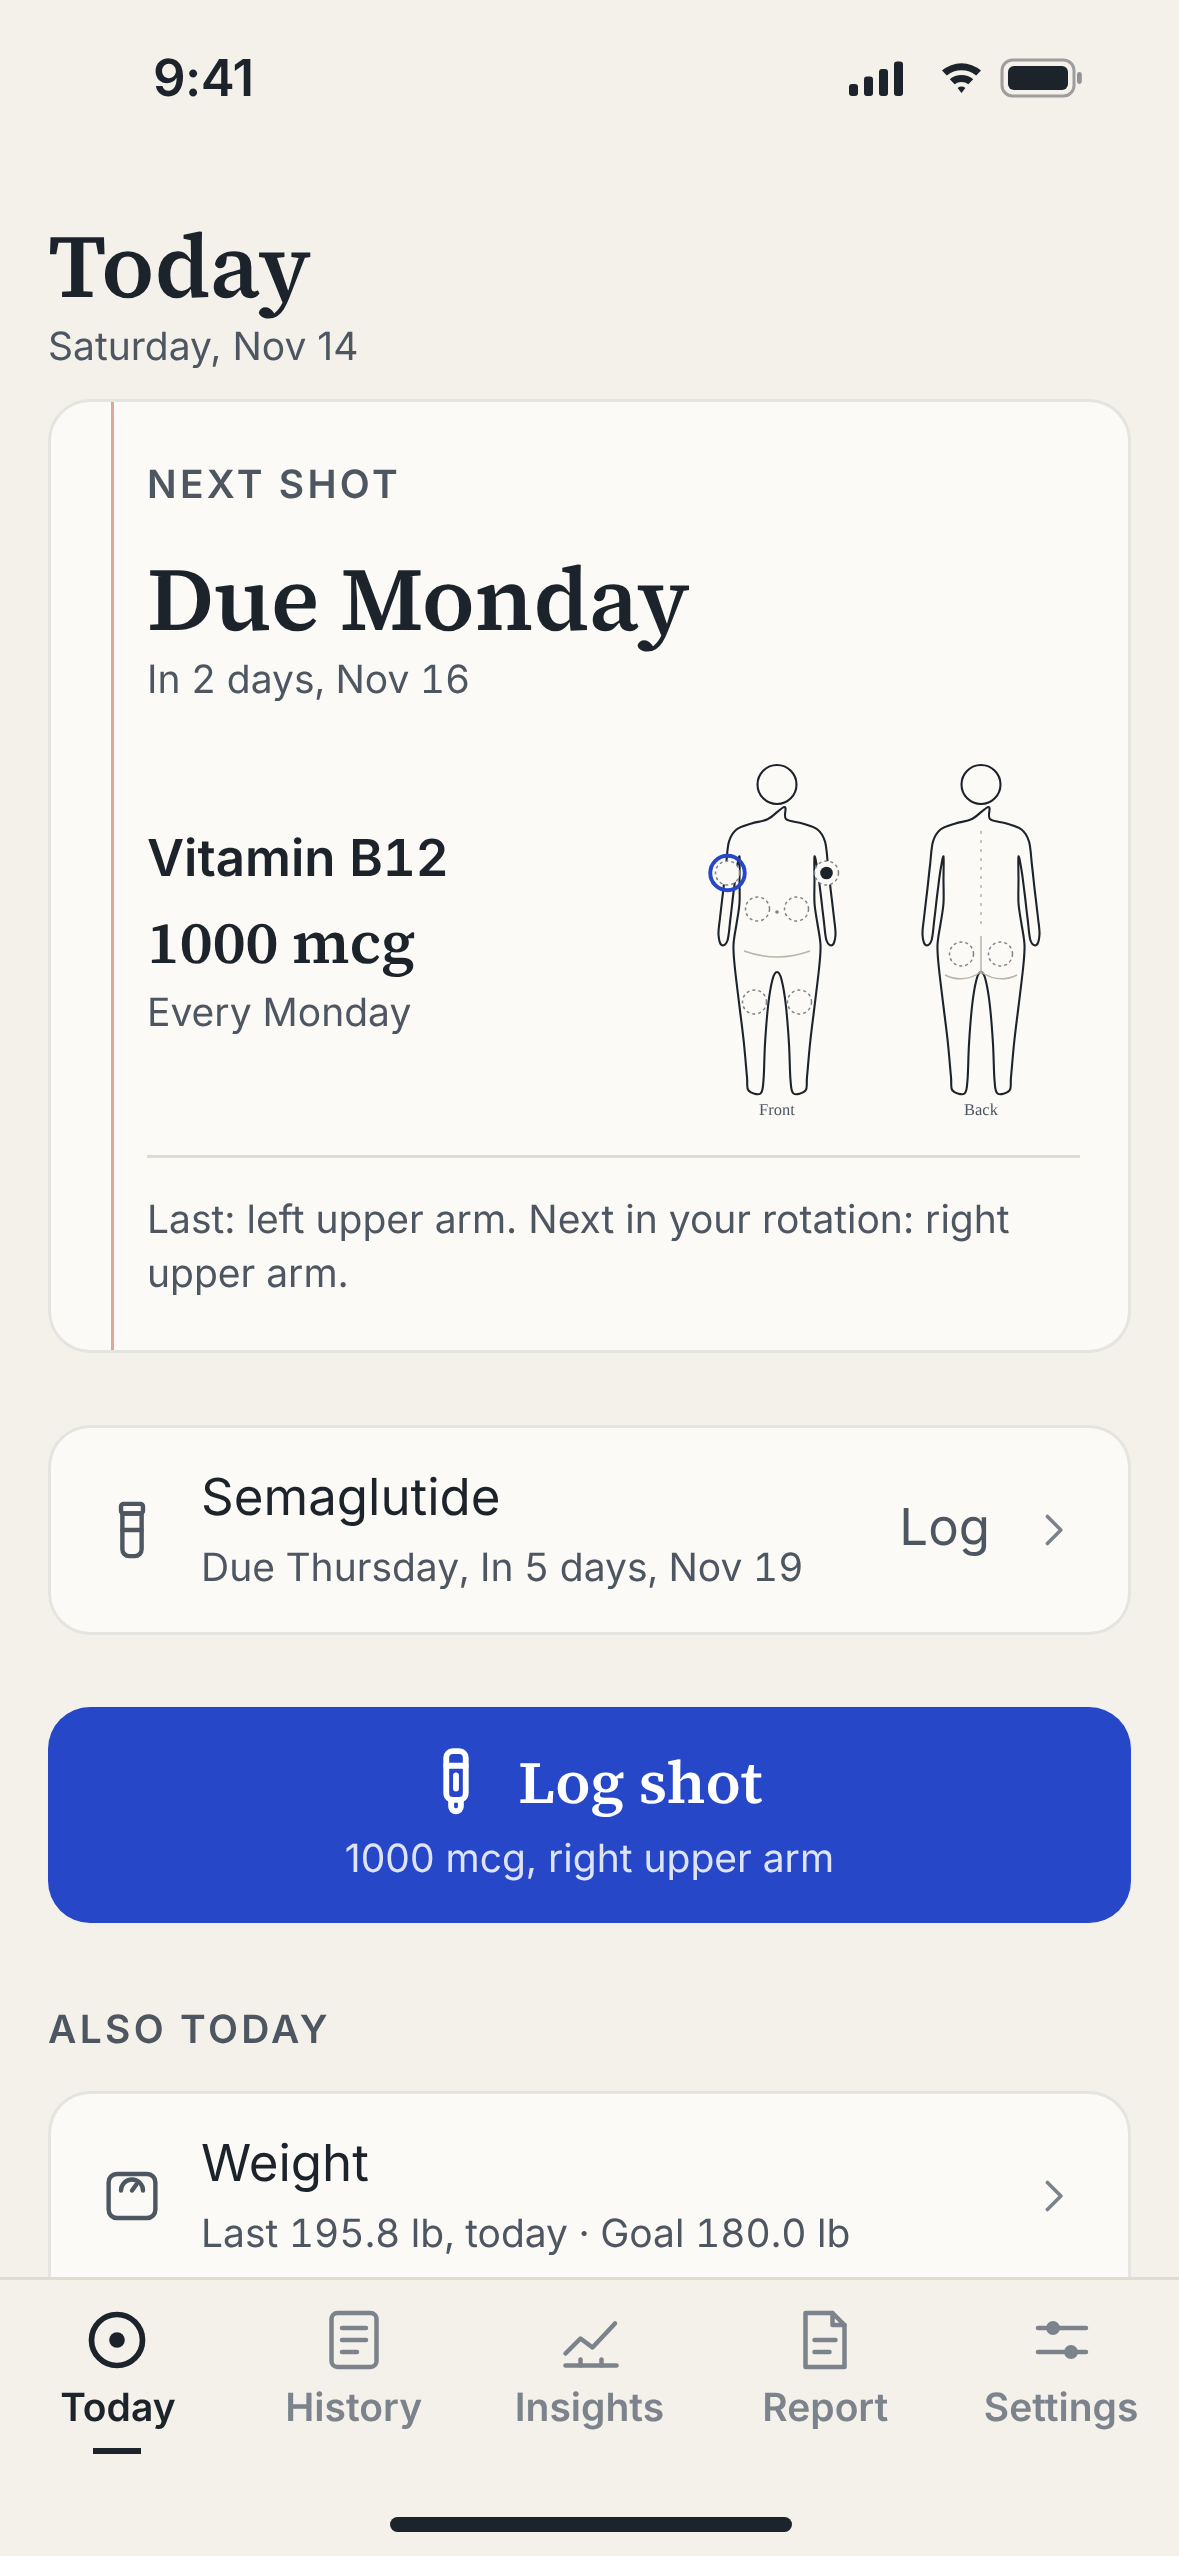 9:41
Today
Saturday, Nov 14
NEXT SHOT
Due Monday
In 2 days, Nov 16
Vitamin B12
1000 mcg
Every Monday
Front
Back
Last: left upper arm. Next in your rotation: right
upper arm.
Semaglutide
Due Thursday, In 5 days, Nov 19
Log
Log shot
1000 mcg, right upper arm
ALSO TODAY
Weight
Last 195.8 lb, today · Goal 180.0 lb
Today
History
Insights
Report
Settings